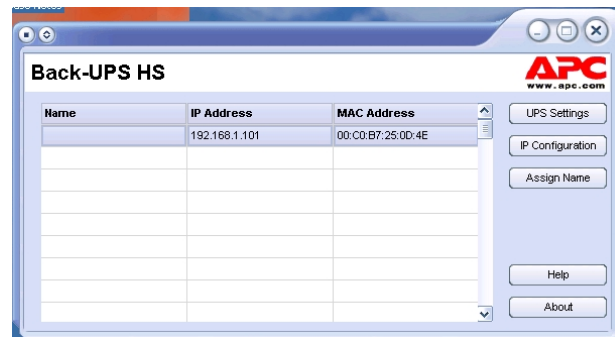 Back-UPS HS
APC
www.apc.com
Name IP Address MAC Address
192.168.1.101 00:C0:B7:25:0D:4E
UPS Settings
IP Configuration
Assign Name
Help
About